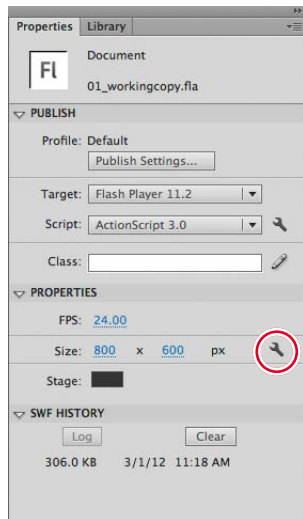 Properties Library
Fl
Document
01_workingcopy.fla
PUBLISH
Profile: Default
Publish Settings...
Target: Flash Player 11.2
Script: ActionScript 3.0
Class:
PROPERTIES
FPS: 24.00
Size: 800 x 600 px
Stage:
SWF HISTORY
Log Clear
306.0 KB 3/1/12 11:18 AM